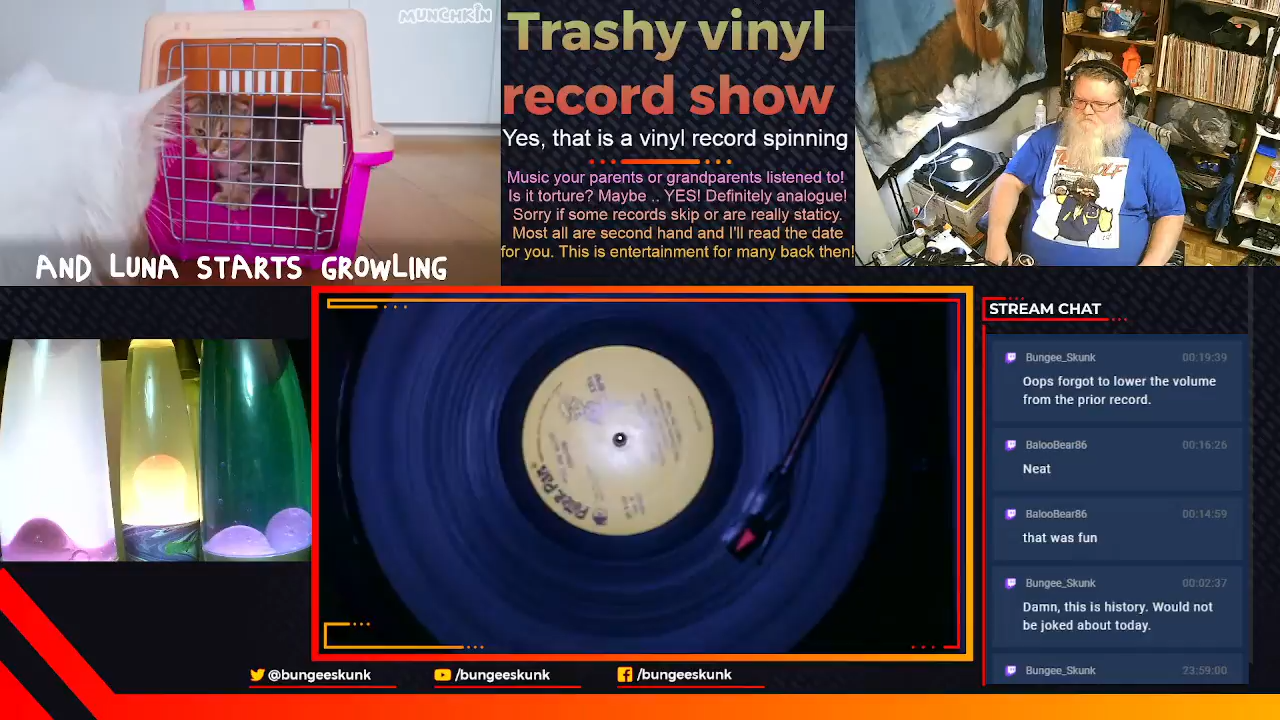 MUNCHKIN
AND LUNA STARTS GROWLING
Trashy vinyl
record show
Yes, that is a vinyl record spinning
Music your parents or grandparents listened to!
Is it torture? Maybe .. YES! Definitely analogue!
Sorry if some records skip or are really staticy.
Most all are second hand and I'll read the date
for you. This is entertainment for many back then!
Peter Pan
STREAM CHAT
Bungee_Skunk 00:19:39
Oops forgot to lower the volume
from the prior record.
BalooBear86 00:16:26
Neat
BalooBear86 00:14:59
that was fun
Bungee_Skunk 00:02:37
Damn, this is history. Would not
be joked about today.
Bungee_Skunk 23:59:00
@bungeeskunk
/bungeeskunk
/bungeeskunk